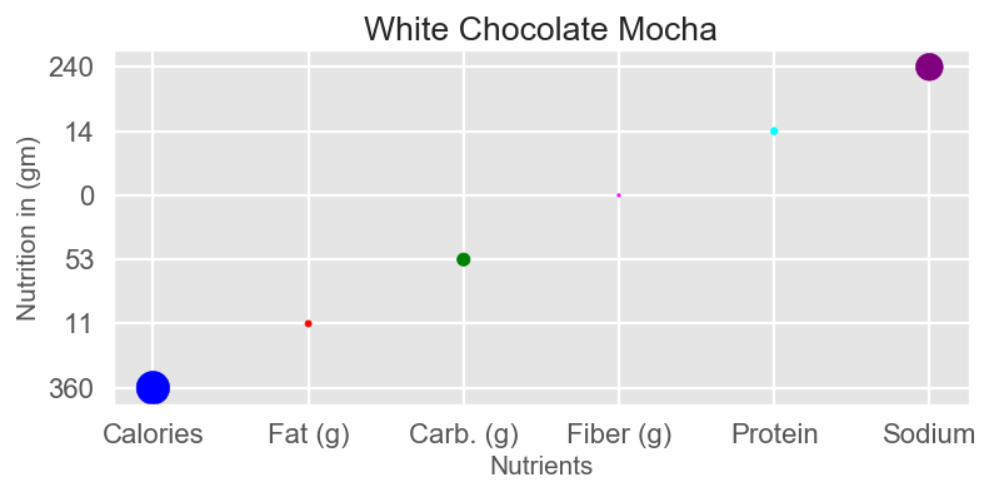 White Chocolate Mocha
Nutrition in (gm)
240
14
0
53
11
360
Calories Fat (g) Carb. (g) Fiber (g) Protein Sodium
Nutrients